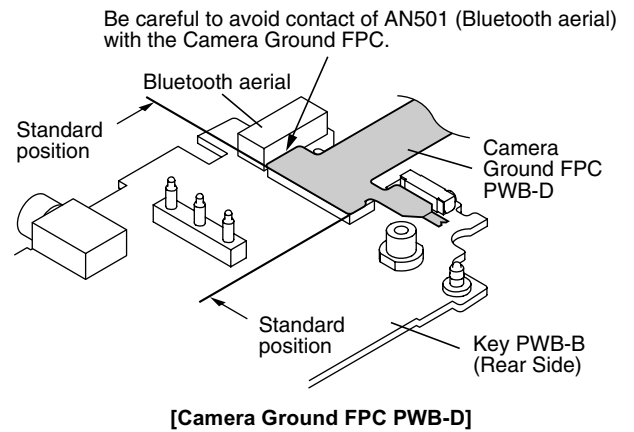 Be careful to avoid contact of AN501 (Bluetooth aerial)
with the Camera Ground FPC.
Bluetooth aerial
Standard
position
Camera
Ground FPC
PWB-D
Standard
position
Key PWB-B
(Rear Side)
[Camera Ground FPC PWB-D]